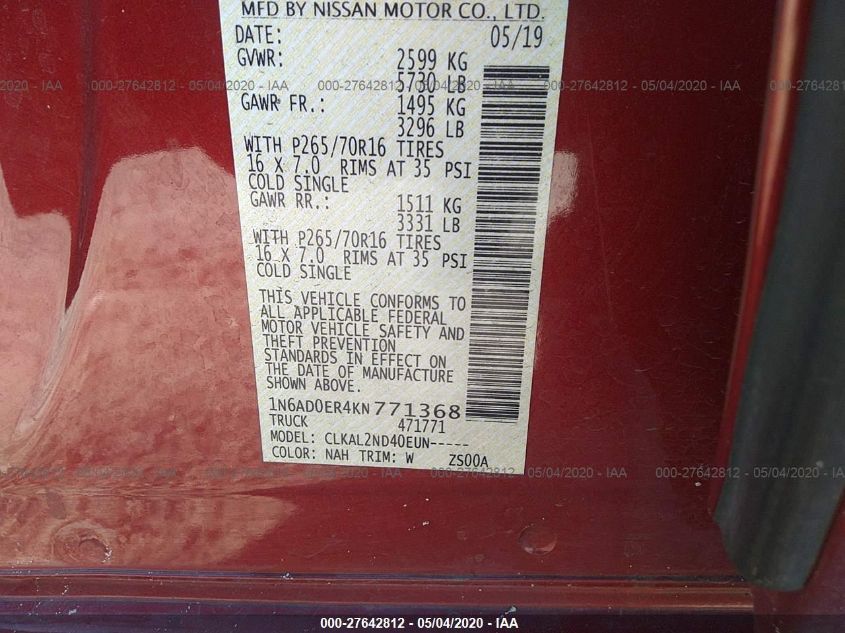 MFD BY NISSAN MOTOR CO., LTD.
DATE: 05/19
GVWR: 2599 KG
5730 LB
GAWR FR.: 1495 KG
3296 LB
WITH P265/70R16 TIRES
16 X 7.0 RIMS AT 35 PSI
COLD SINGLE
GAWR RR.: 1511 KG
3331 LB
WITH P265/70R16 TIRES
16 X 7.0 RIMS AT 35 PSI
COLD SINGLE
THIS VEHICLE CONFORMS TO
ALL APPLICABLE FEDERAL
MOTOR VEHICLE SAFETY AND
THEFT PREVENTION
STANDARDS IN EFFECT ON
THE DATE OF MANUFACTURE
SHOWN ABOVE.
1N6AD0ER4KN771368
TRUCK 471771
MODEL: CLKAL2ND40EUN-----
COLOR: NAH TRIM: W ZS00A
000-27642812 - 05/04/2020 - IAA